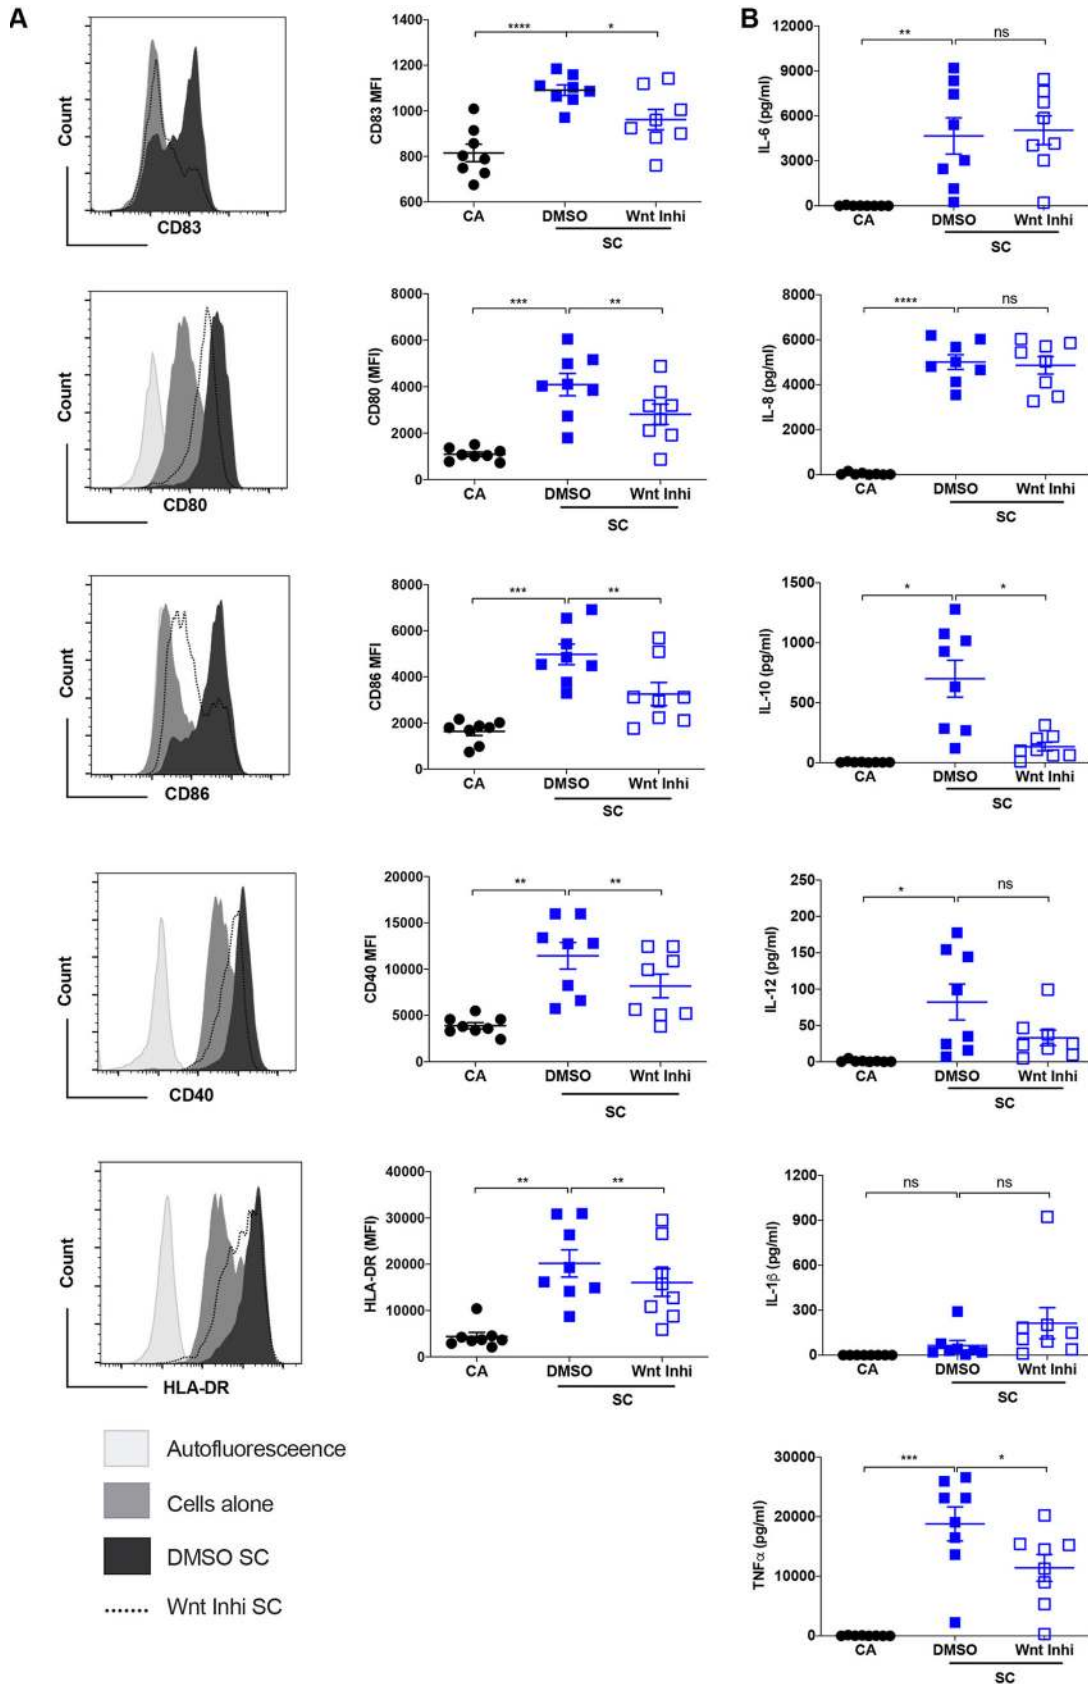 A
Count
CD83
CD83 MFI
1400
1200
1000
800
600
****
*
CA
DMSO
Wnt Inhi
SC
Count
CD80
CD80 (MFI)
8000
6000
4000
2000
0
***
**
CA
DMSO
Wnt Inhi
SC
Count
CD86
CD86 MFI
8000
6000
4000
2000
0
***
**
CA
DMSO
Wnt Inhi
SC
Count
CD40
CD40 MFI
20000
15000
10000
5000
0
**
**
CA
DMSO
Wnt Inhi
SC
Count
HLA-DR
HLA-DR (MFI)
40000
30000
20000
10000
0
**
**
CA
DMSO
Wnt Inhi
SC
Autofluoresceence
Cells alone
DMSO SC
Wnt Inhi SC
B
IL-6 (pg/ml)
12000
9000
6000
3000
0
**
ns
CA
DMSO
Wnt Inhi
SC
IL-8 (pg/ml)
8000
6000
4000
2000
0
****
ns
CA
DMSO
Wnt Inhi
SC
IL-10 (pg/ml)
1500
1000
500
0
*
*
CA
DMSO
Wnt Inhi
SC
IL-12 (pg/ml)
250
200
150
100
50
0
*
ns
CA
DMSO
Wnt Inhi
SC
IL-1β (pg/ml)
1200
900
600
300
0
ns
ns
CA
DMSO
Wnt Inhi
SC
TNFα (pg/ml)
30000
20000
10000
0
***
*
CA
DMSO
Wnt Inhi
SC